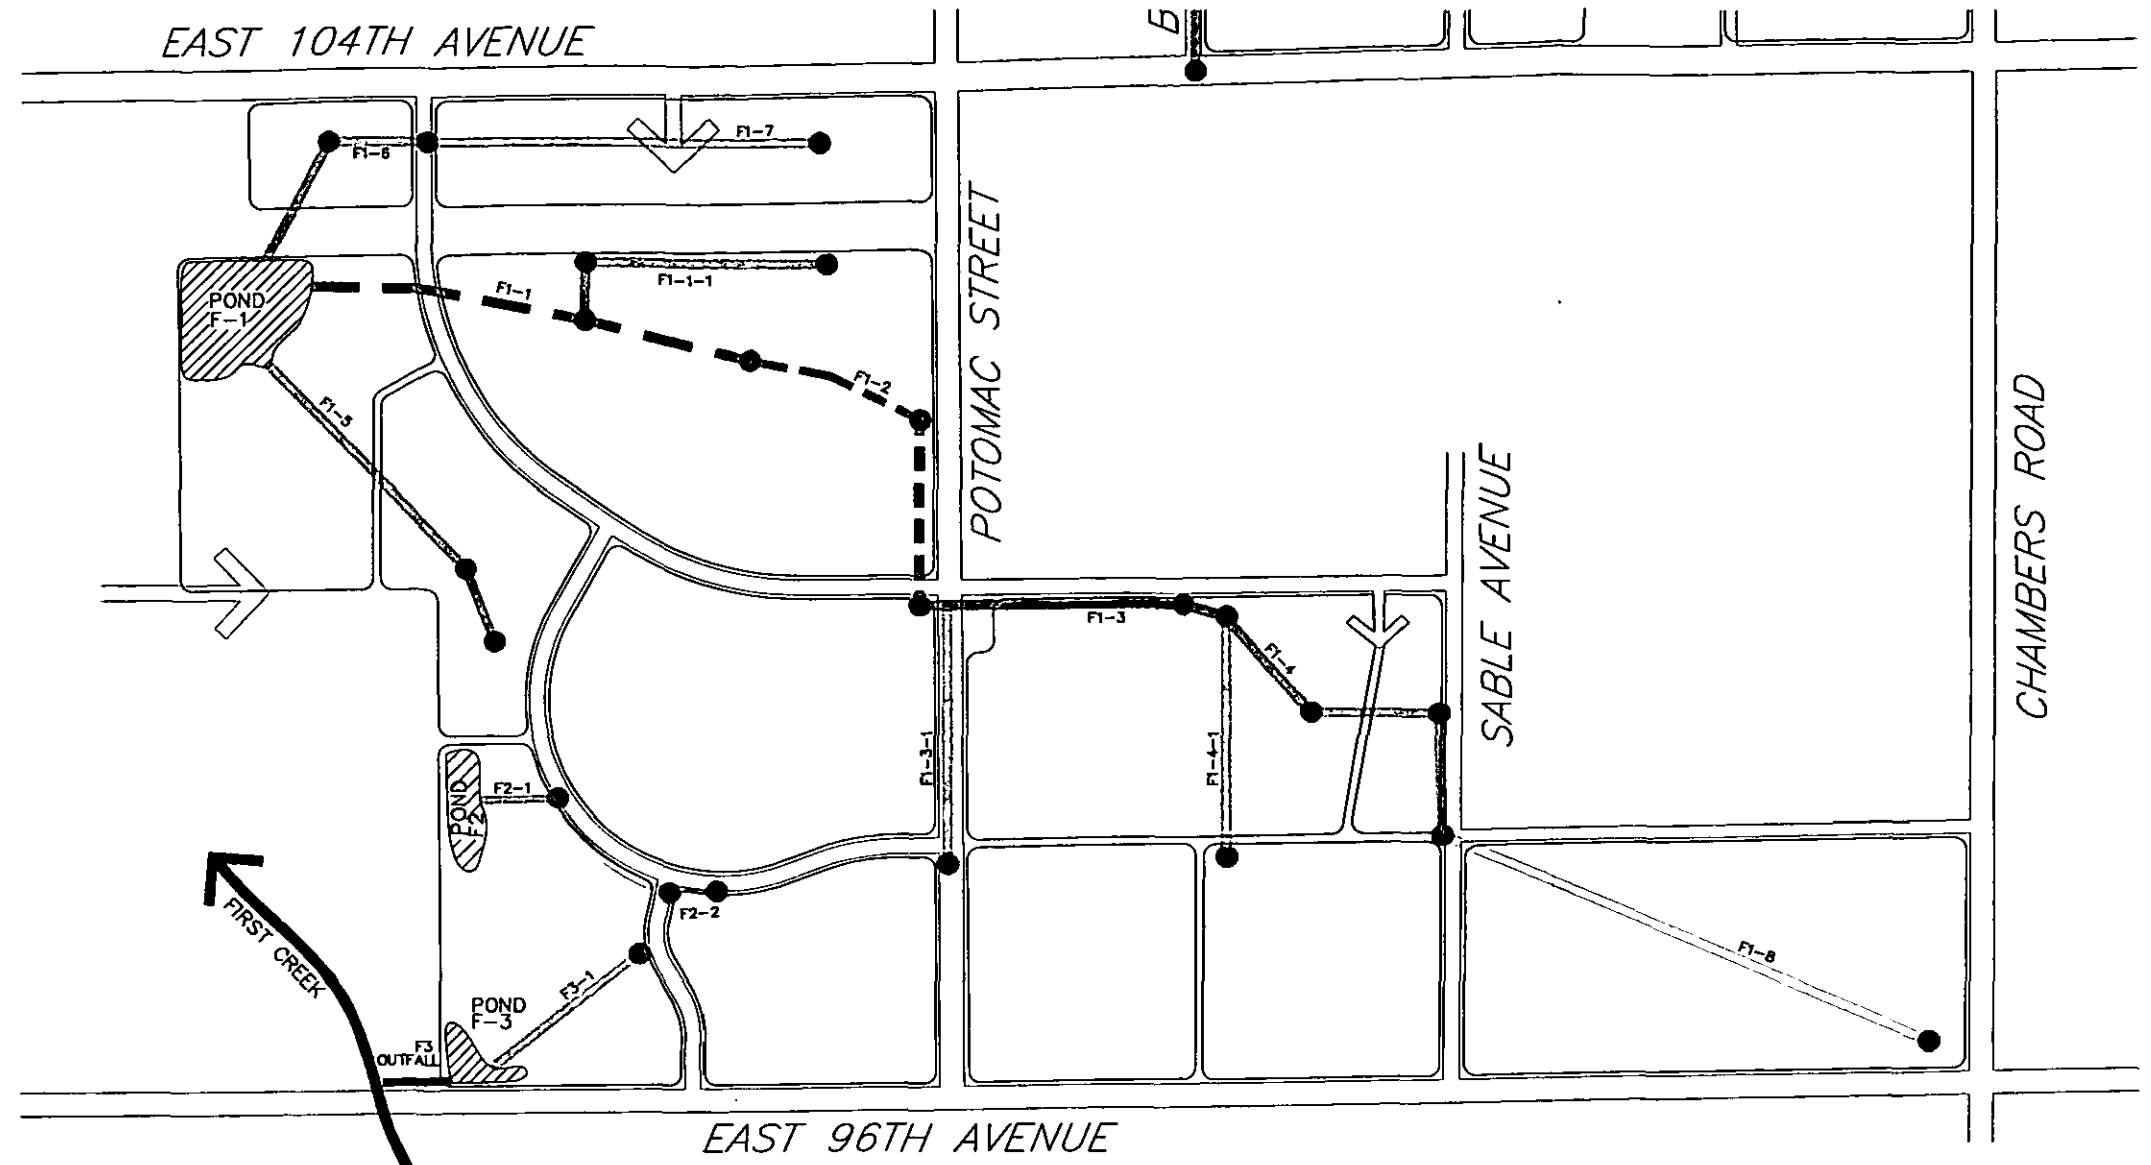 EAST 104TH AVENUE
B
F1-7
F1-6
POTOMAC STREET
F1-1-1
F1-1
POND
F-1
F1-2
F1-5
CHAMBERS ROAD
SABLE AVENUE
F1-3
F1-4
F1-3-1
F1-4-1
F2-1
POND
F2
F2-2
FIRST CREEK
F1-8
F3-1
POND
F-3
F3
OUTFALL
EAST 96TH AVENUE